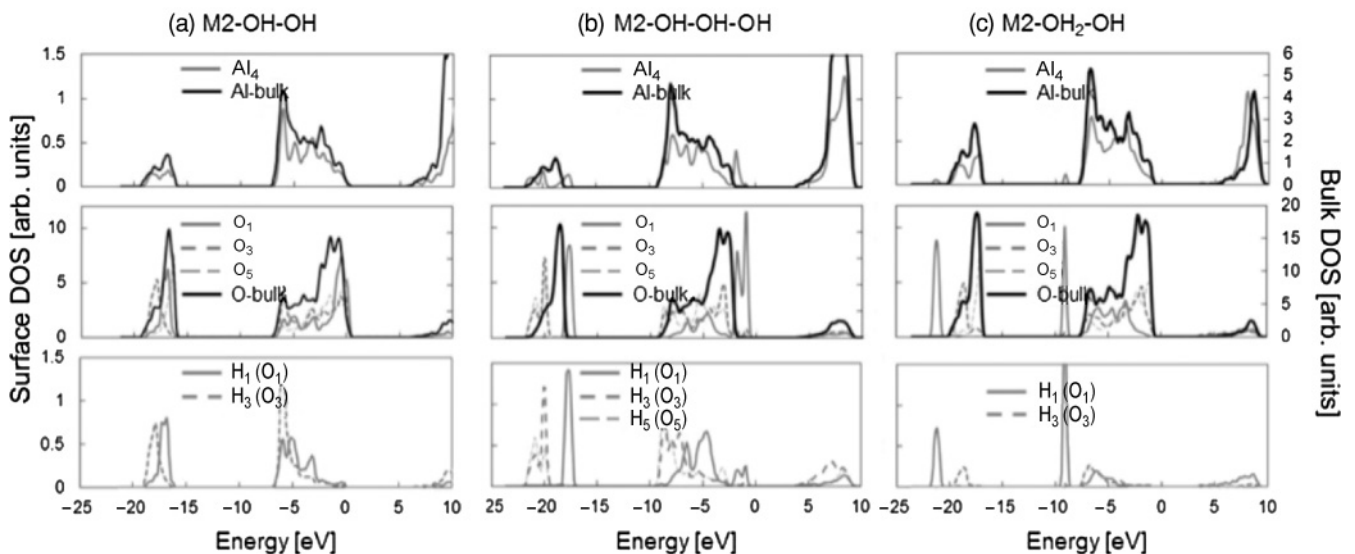 (a) M2-OH-OH
(b) M2-OH-OH-OH
(c) M2-OH₂-OH
Surface DOS [arb. units]
1.5
1
0.5
0
Al₄
Al-bulk
Al₄
Al-bulk
Al₄
Al-bulk
6
5
4
3
2
1
0
Bulk DOS [arb. units]
10
5
0
O₁
O₃
O₅
O-bulk
O₁
O₃
O₅
O-bulk
O₁
O₃
O₅
O-bulk
20
15
10
5
0
1.5
1
0.5
0
H₁ (O₁)
H₃ (O₃)
H₁ (O₁)
H₃ (O₃)
H₅ (O₅)
H₁ (O₁)
H₃ (O₃)
−25 −20 −15 −10 −5 0 5 10
−25 −20 −15 −10 −5 0 5 10
−25 −20 −15 −10 −5 0 5 10
Energy [eV]
Energy [eV]
Energy [eV]